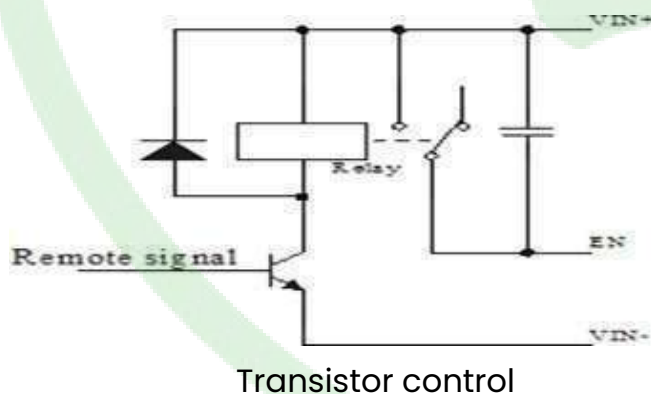 VIN+
Relay
Remote signal
EN
VIN-
Transistor control